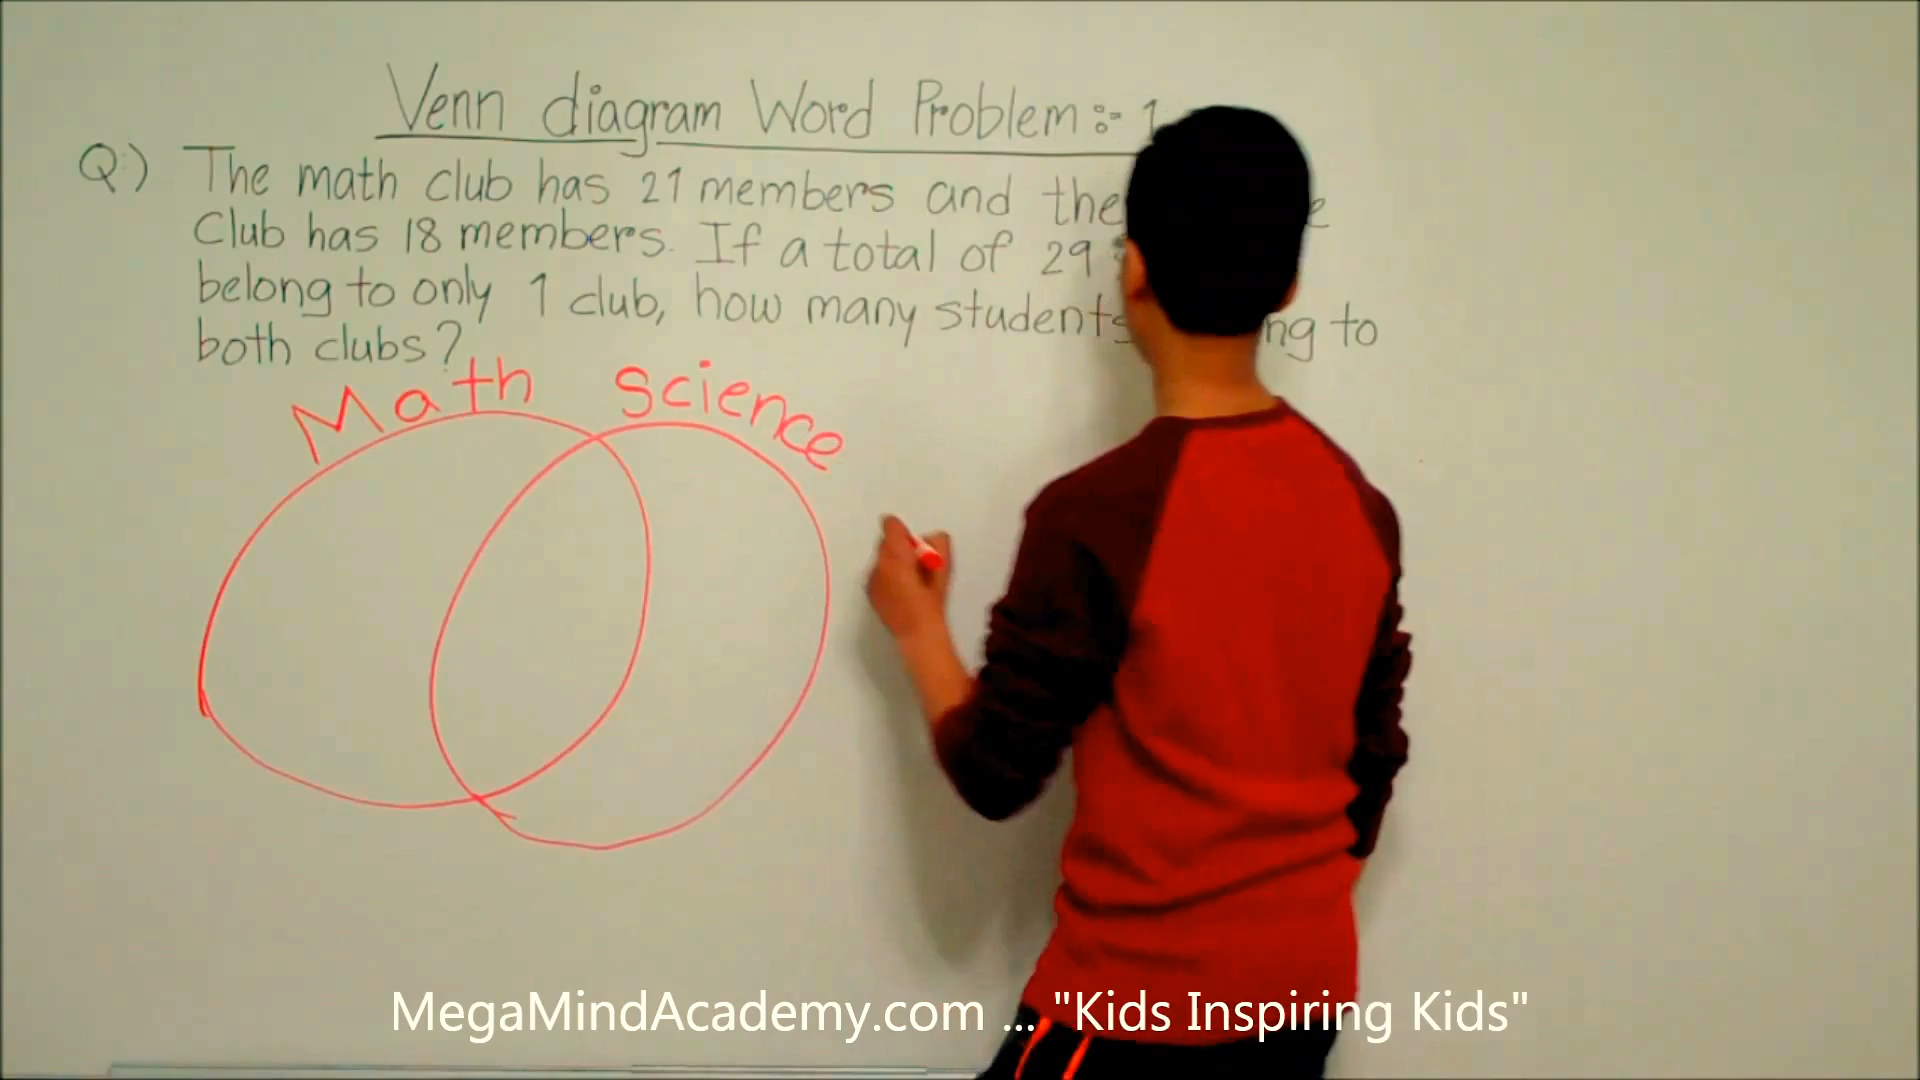 Venn diagram Word Problem :- 1
Q.) The math club has 21 members and the
Club has 18 members. If a total of 29
belong to only 1 club, how many students to
both clubs?
Math science
MegaMindAcademy.com ... "Kids Inspiring Kids"